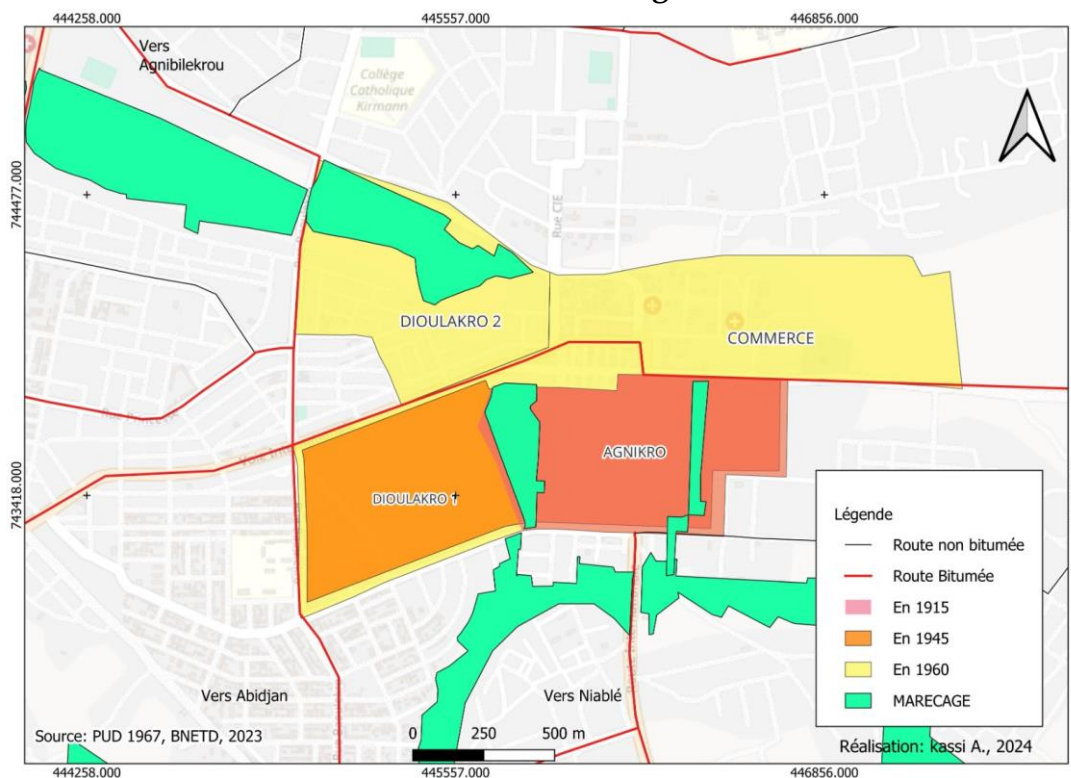 444258.000
445557.000
446856.000
Vers
Agnibilekrou
Collège
Catholique
Kirmann
744477.000
Rue CIE
DIOULAKRO 2
COMMERCE
AGNIKRO
DIOULAKRO 1
743418.000
Légende
Route non bitumée
Route Bitumée
En 1915
En 1945
En 1960
MARECAGE
Vers Abidjan
Vers Niablé
Source: PUD 1967, BNETD, 2023
0 250 500 m
Réalisation: kassi A., 2024
444258.000
445557.000
446856.000